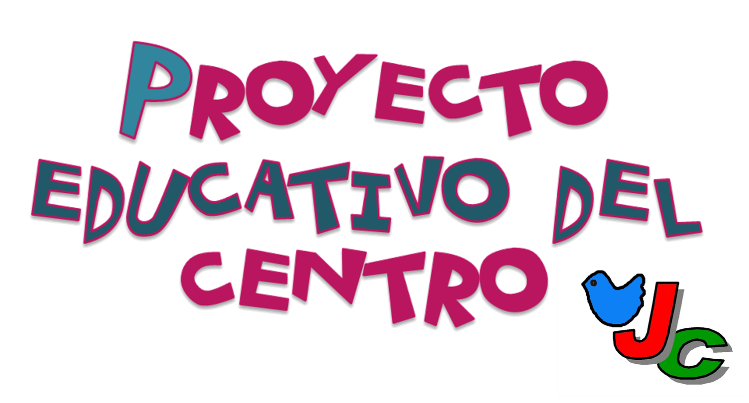 PROYECTO
EDUCATIVO DEL
CENTRO
JC